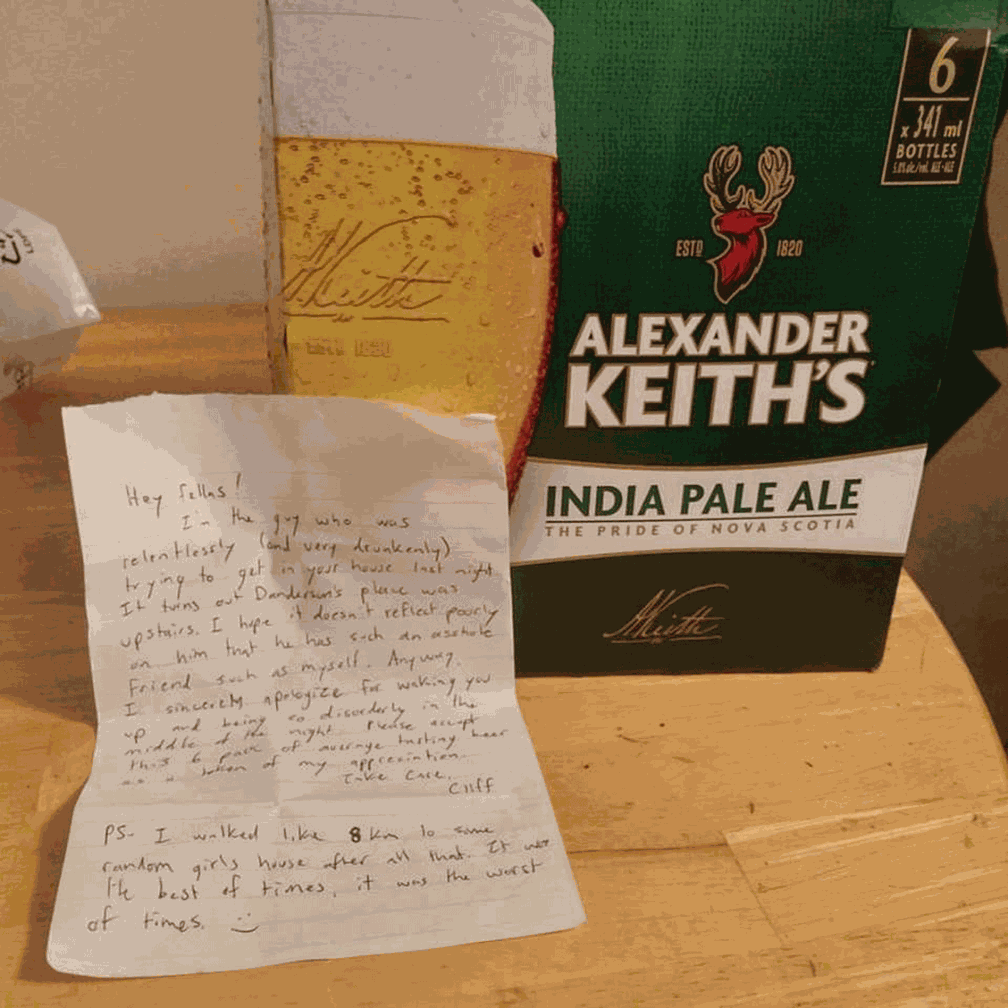 6
x 341 ml
BOTTLES
ESTD 1820
ALEXANDER
KEITH'S
INDIA PALE ALE
THE PRIDE OF NOVA SCOTIA
AKeith
AKeith
Hey fellas!
I'm the guy who was
relentlessly (and very drunkenly)
trying to get in your house last night.
It turns out Danderson's place was
upstairs. I hope it doesn't reflect poorly
on him that he has such an asshole
friend such as myself. Anyway,
I sincerely apologize for waking you
up and being so disorderly in the
middle of the night. Please accept
this 6 pack of average tasting beer
as a token of my appreciation.
Take Care,
Cliff
PS- I walked like 8 km to some
random girls house after all that. It was
the best of times, it was the worst
of times. :)